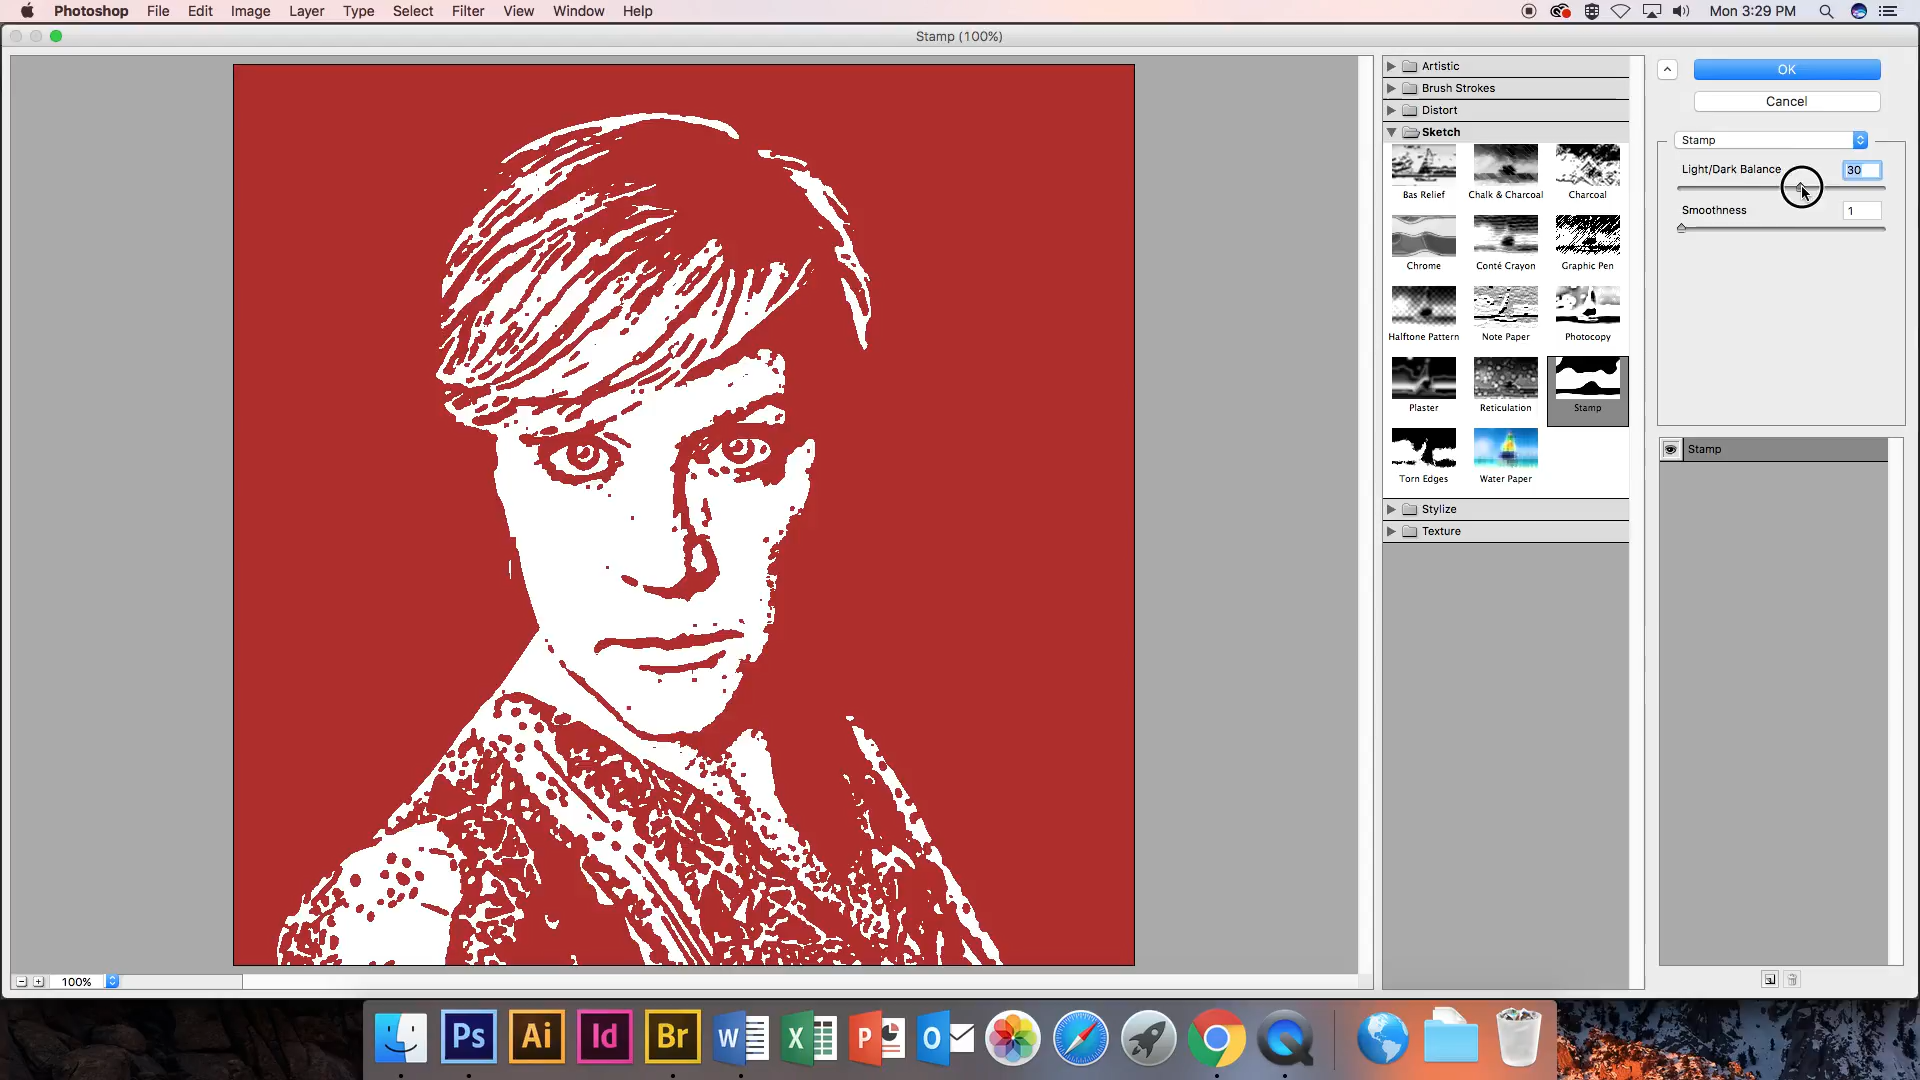 Photoshop File Edit Image Layer Type Select Filter View Window Help Mon 3:29 PM
Stamp (100%)
Artistic
Brush Strokes
Distort
Sketch
Bas Relief Chalk & Charcoal Charcoal
Chrome Conté Crayon Graphic Pen
Halftone Pattern Note Paper Photocopy
Plaster Reticulation Stamp
Torn Edges Water Paper
Stylize
Texture
OK
Cancel
Stamp
Light/Dark Balance 30
Smoothness 1
Stamp
100%
Ps Ai Id Br W X P O